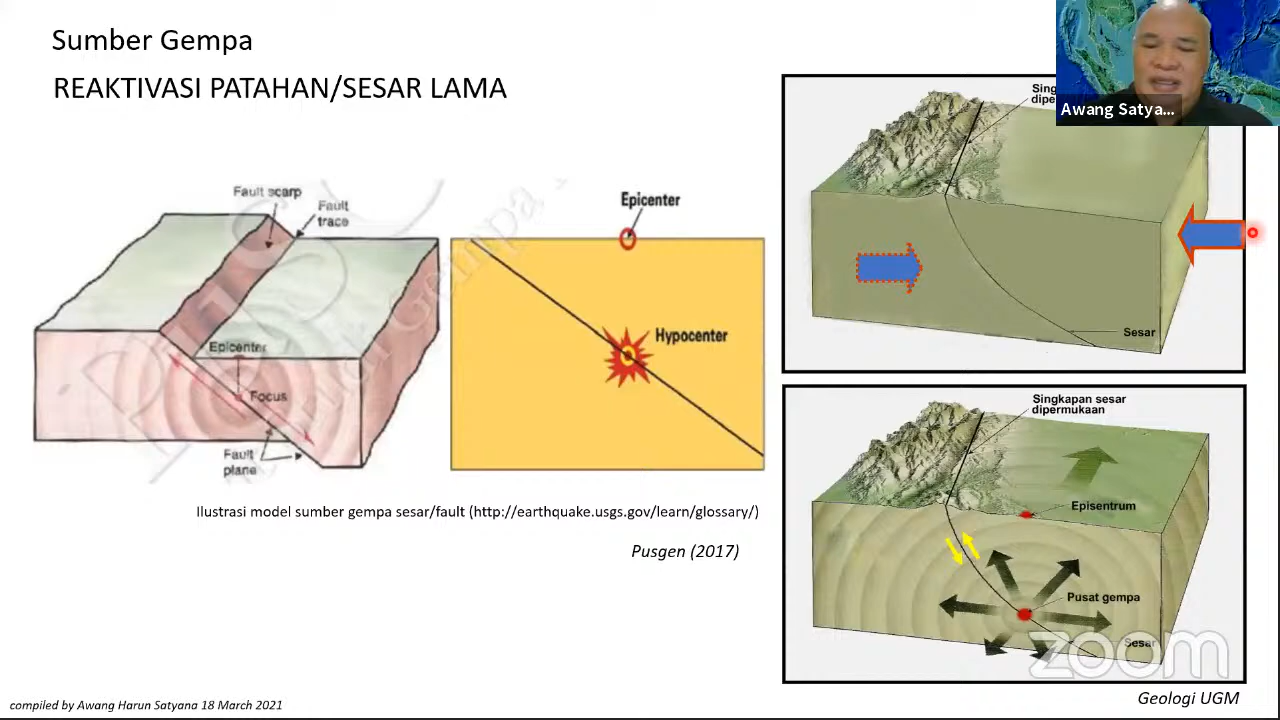 Sumber Gempa
REAKTIVASI PATAHAN/SESAR LAMA
Awang Satya...
Fault scarp
Fault
trace
Epicenter
Focus
Fault
plane
Epicenter
Hypocenter
Sesar
Singkapan sesar
dipermukaan
Episentrum
Pusat gempa
Sesar
zoom
Ilustrasi model sumber gempa sesar/fault (http://earthquake.usgs.gov/learn/glossary/)
Pusgen (2017)
Geologi UGM
compiled by Awang Harun Satyana 18 March 2021